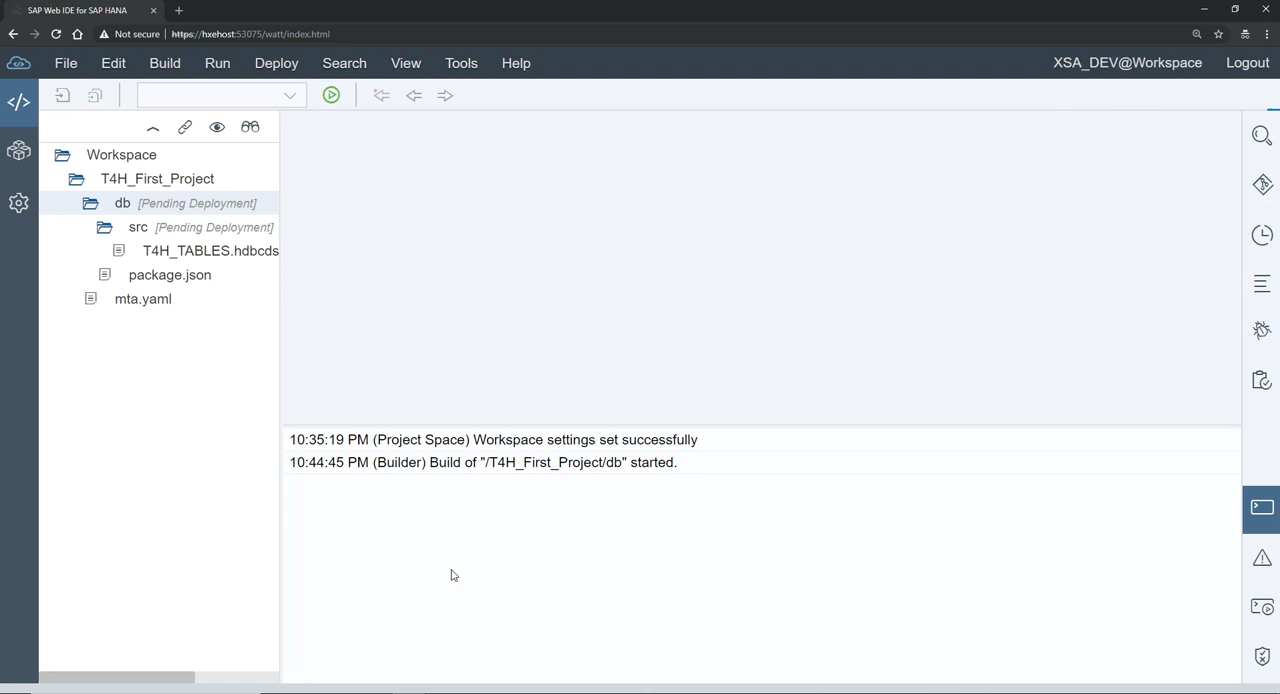 SAP Web IDE for SAP HANA
Not secure https://hxehost:53075/watt/index.html
File Edit Build Run Deploy Search View Tools Help XSA_DEV@Workspace Logout
Workspace
T4H_First_Project
db [Pending Deployment]
src [Pending Deployment]
T4H_TABLES.hdbcds
package.json
mta.yaml
10:35:19 PM (Project Space) Workspace settings set successfully
10:44:45 PM (Builder) Build of "/T4H_First_Project/db" started.